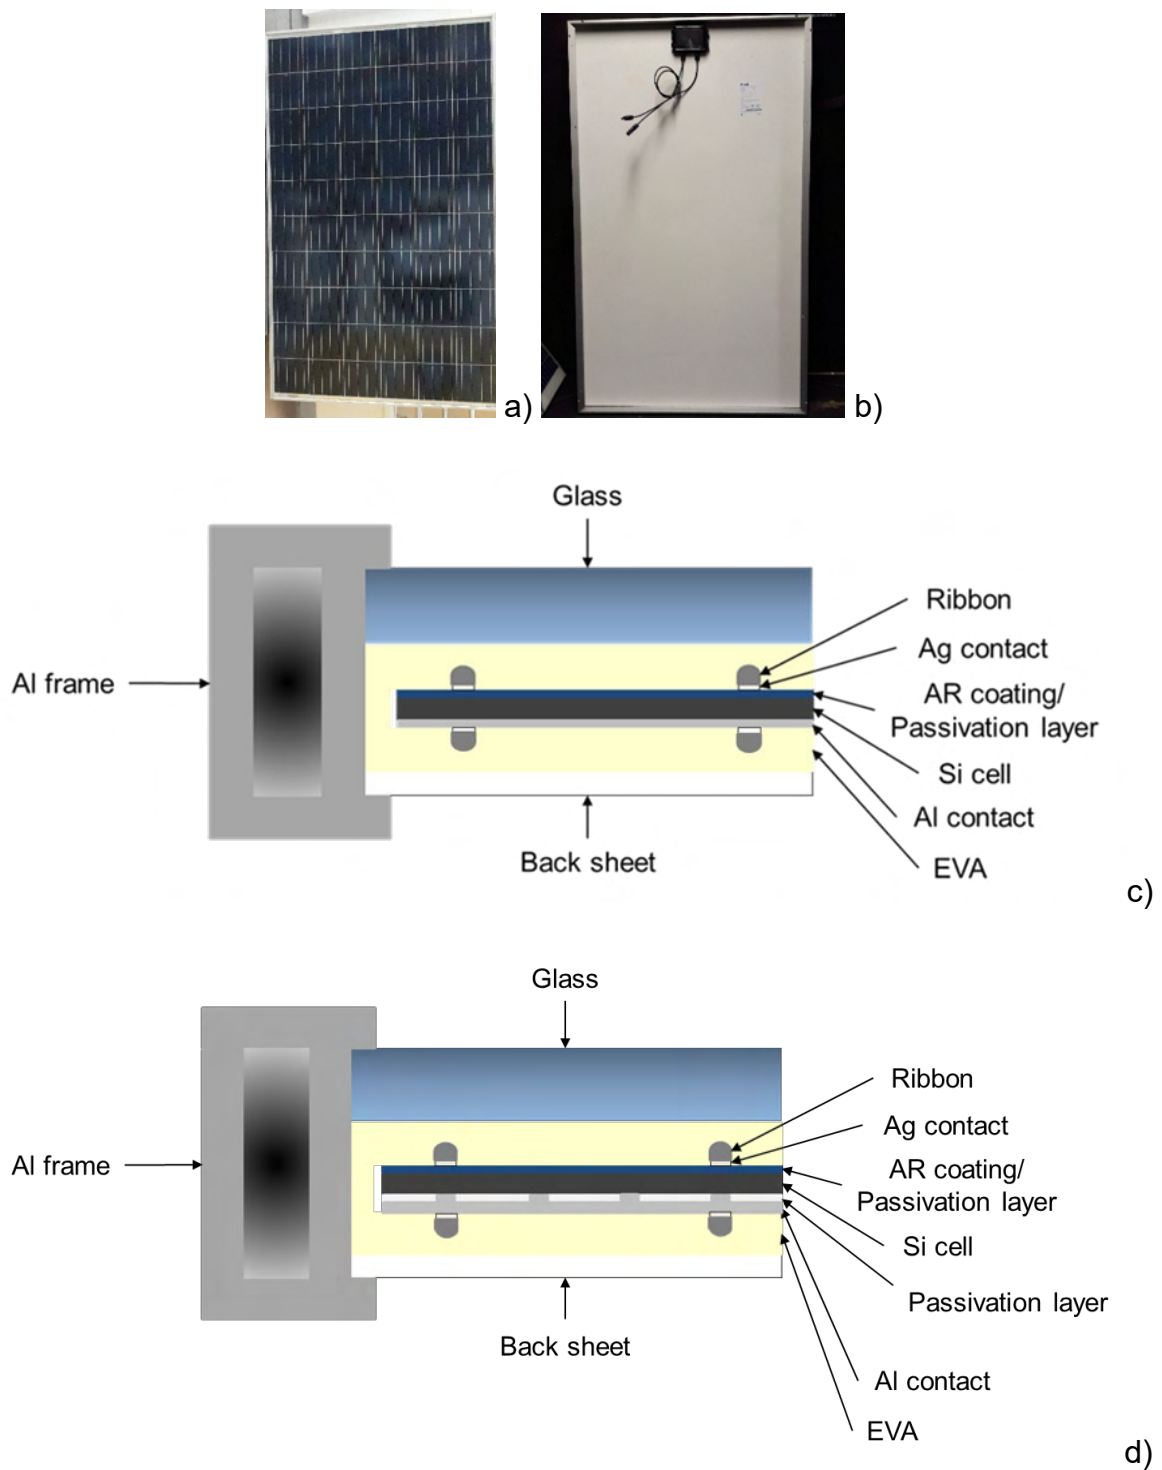 a)
b)
Glass
Ribbon
Ag contact
Al frame
AR coating/
Passivation layer
Si cell
Al contact
Back sheet
EVA
c)
Glass
Ribbon
Ag contact
Al frame
AR coating/
Passivation layer
Si cell
Passivation layer
Back sheet
Al contact
EVA
d)